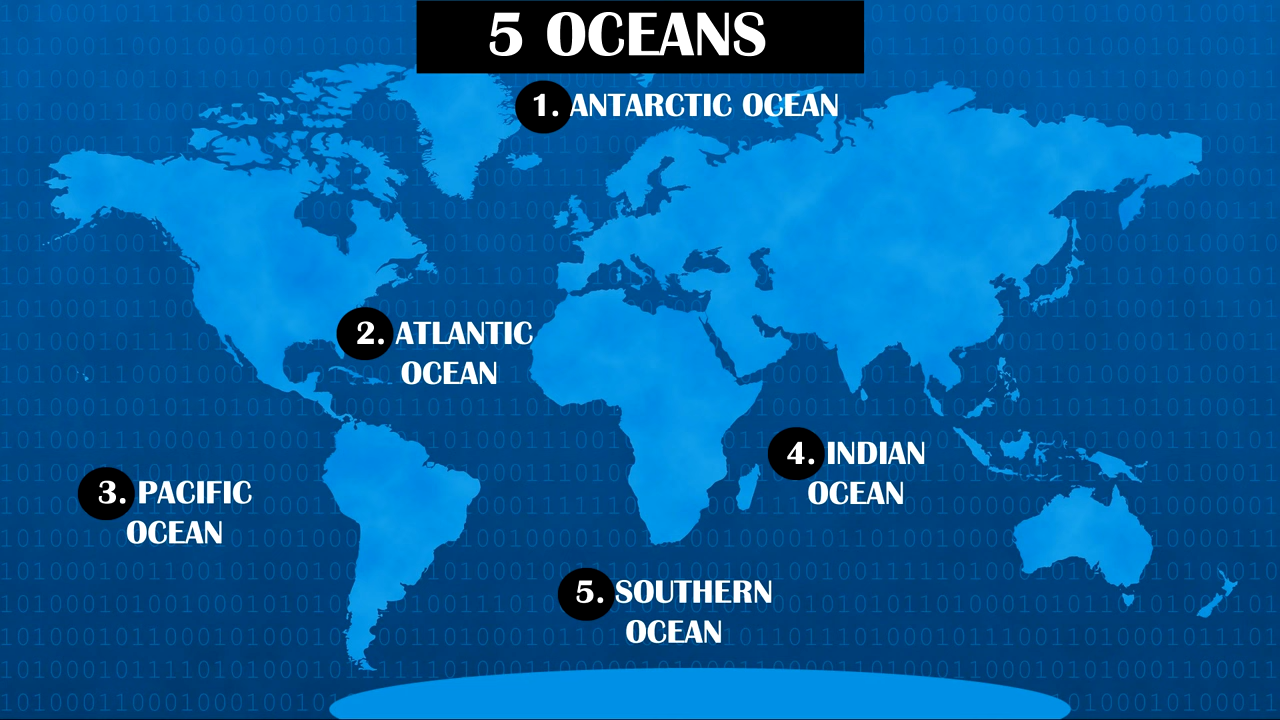 5 OCEANS
1. ANTARCTIC OCEAN
2. ATLANTIC
OCEAN
3. PACIFIC
OCEAN
4. INDIAN
OCEAN
5. SOUTHERN
OCEAN